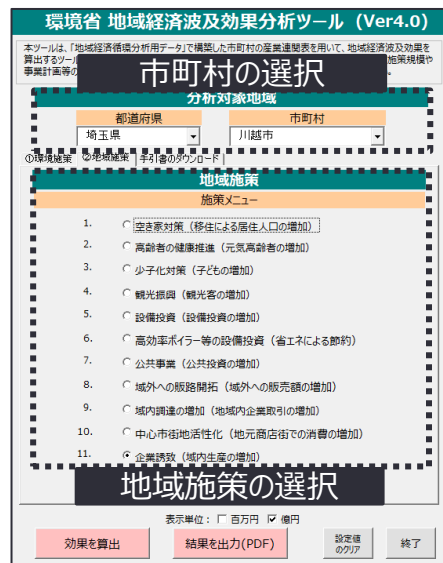 環境省 地域経済波及効果分析ツール (Ver4.0)
本ツールは、「地域経済循環分析用データ」で構築した市町村の産業連関表を用いて、地域経済波及効果を
算出するツール
施策規模や
事業計画等の
市町村の選択
分析対象地域
都道府県
市町村
埼玉県
川越市
①環境施策
②地域施策
手引書のダウンロード
地域施策
施策メニュー
1. 空き家対策(移住による居住人口の増加)
2. 高齢者の健康推進(元気高齢者の増加)
3. 少子化対策(子どもの増加)
4. 観光振興(観光客の増加)
5. 設備投資(設備投資の増加)
6. 高効率ボイラー等の設備投資(省エネによる節約)
7. 公共事業(公共投資の増加)
8. 域外への販路開拓(域外への販売額の増加)
9. 域内調達の増加(地域内企業取引の増加)
10. 中心市街地活性化(地元商店街での消費の増加)
11. 企業誘致(域内生産の増加)
地域施策の選択
表示単位: 百万円 億円
効果を算出
結果を出力(PDF)
設定値
のクリア
終了